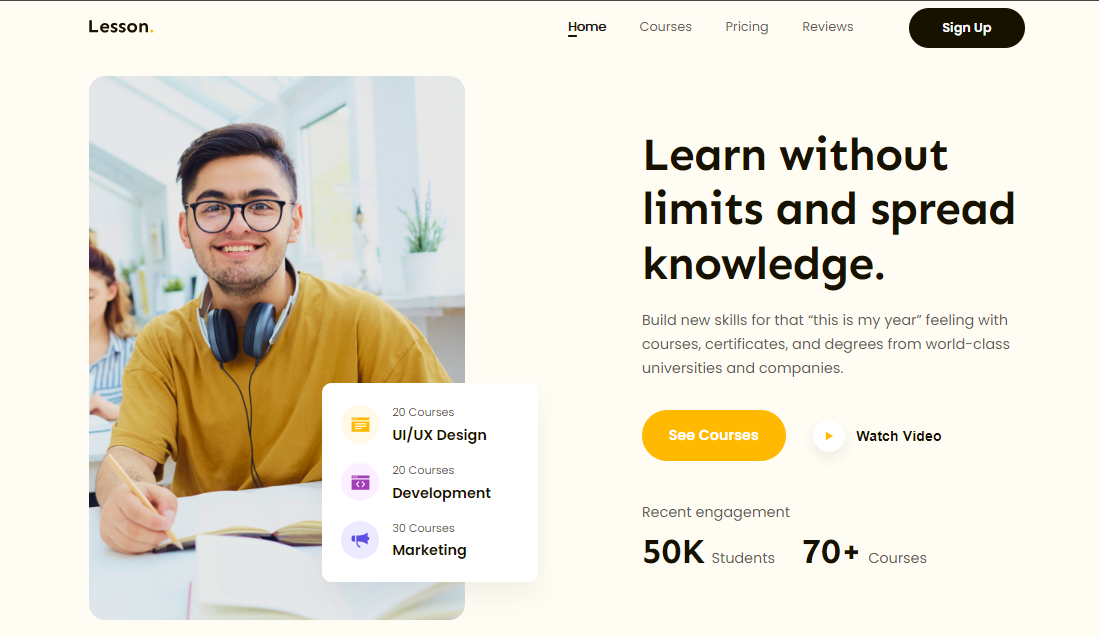 Lesson.
Home Courses Pricing Reviews Sign Up
Learn without
limits and spread
knowledge.
Build new skills for that “this is my year” feeling with
courses, certificates, and degrees from world-class
universities and companies.
See Courses Watch Video
Recent engagement
50K Students 70+ Courses
20 Courses
UI/UX Design
20 Courses
Development
30 Courses
Marketing